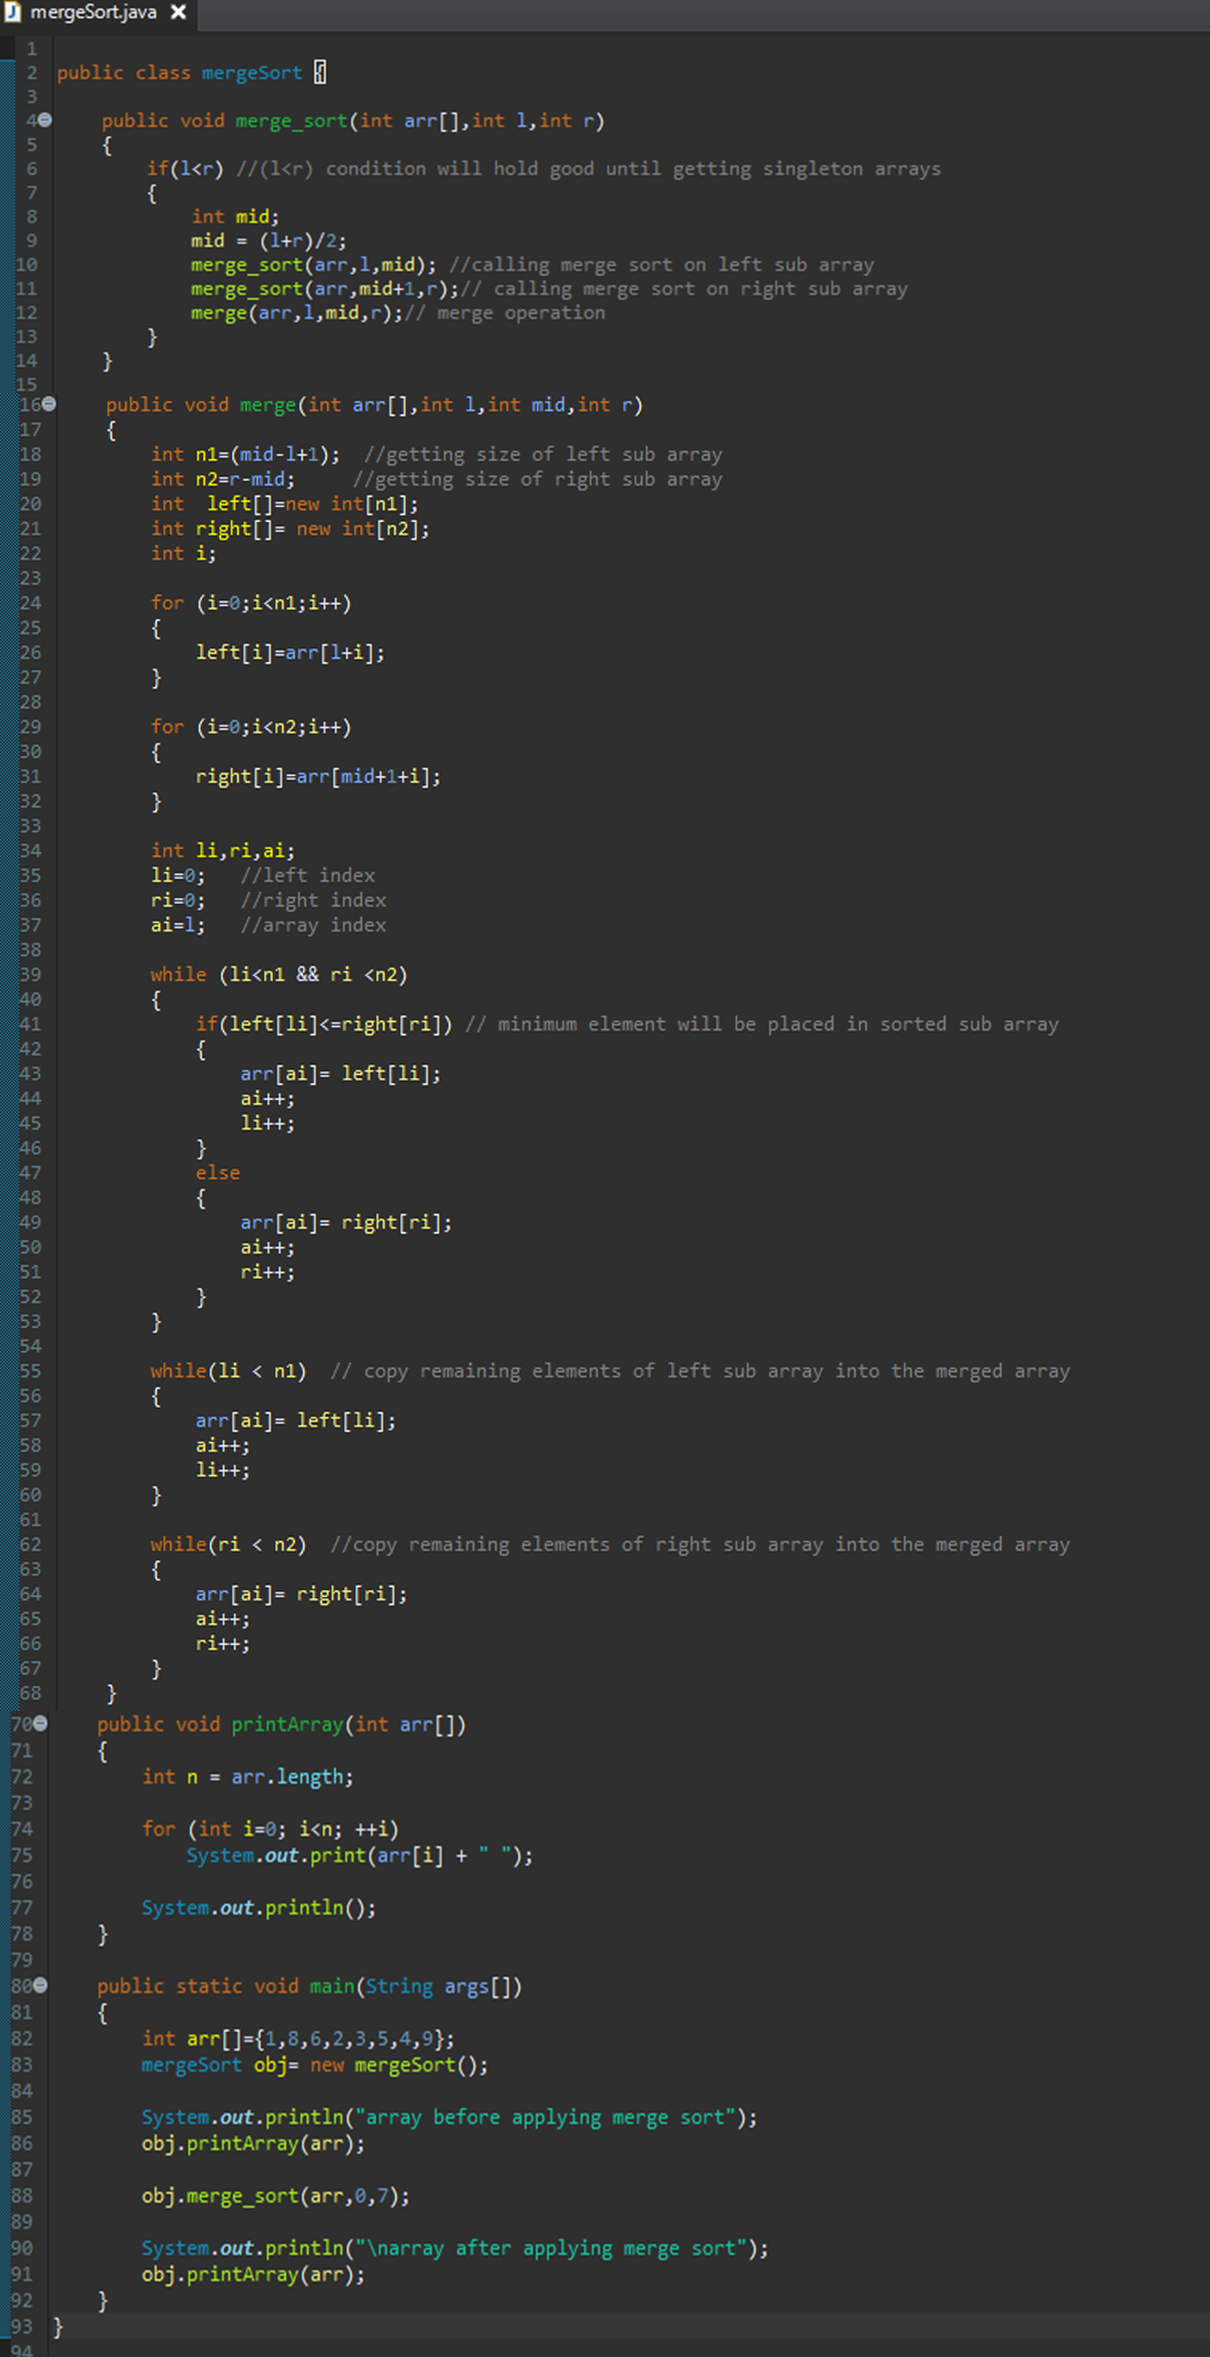 mergeSort.java
1
2 public class mergeSort {
3
4 public void merge_sort(int arr[],int l,int r)
5 {
6 if(l<r) //(l<r) condition will hold good until getting singleton arrays
7 {
8 int mid;
9 mid = (l+r)/2;
10 merge_sort(arr,l,mid); //calling merge sort on left sub array
11 merge_sort(arr,mid+1,r);// calling merge sort on right sub array
12 merge(arr,l,mid,r);// merge operation
13 }
14 }
15
16 public void merge(int arr[],int l,int mid,int r)
17 {
18 int n1=(mid-l+1);  //getting size of left sub array
19 int n2=r-mid;     //getting size of right sub array
20 int  left[]=new int[n1];
21 int right[]= new int[n2];
22 int i;
23
24 for (i=0;i<n1;i++)
25 {
26 left[i]=arr[l+i];
27 }
28
29 for (i=0;i<n2;i++)
30 {
31 right[i]=arr[mid+1+i];
32 }
33
34 int li,ri,ai;
35 li=0;   //left index
36 ri=0;   //right index
37 ai=l;   //array index
38
39 while (li<n1 && ri <n2)
40 {
41 if(left[li]<=right[ri]) // minimum element will be placed in sorted sub array
42 {
43 arr[ai]= left[li];
44 ai++;
45 li++;
46 }
47 else
48 {
49 arr[ai]= right[ri];
50 ai++;
51 ri++;
52 }
53 }
54
55 while(li < n1)  // copy remaining elements of left sub array into the merged array
56 {
57 arr[ai]= left[li];
58 ai++;
59 li++;
60 }
61
62 while(ri < n2)  //copy remaining elements of right sub array into the merged array
63 {
64 arr[ai]= right[ri];
65 ai++;
66 ri++;
67 }
68 }
70 public void printArray(int arr[])
71 {
72 int n = arr.length;
73
74 for (int i=0; i<n; ++i)
75 System.out.print(arr[i] + " ");
76
77 System.out.println();
78 }
79
80 public static void main(String args[])
81 {
82 int arr[]={1,8,6,2,3,5,4,9};
83 mergeSort obj= new mergeSort();
84
85 System.out.println("array before applying merge sort");
86 obj.printArray(arr);
87
88 obj.merge_sort(arr,0,7);
89
90 System.out.println("\narray after applying merge sort");
91 obj.printArray(arr);
92 }
93 }
94